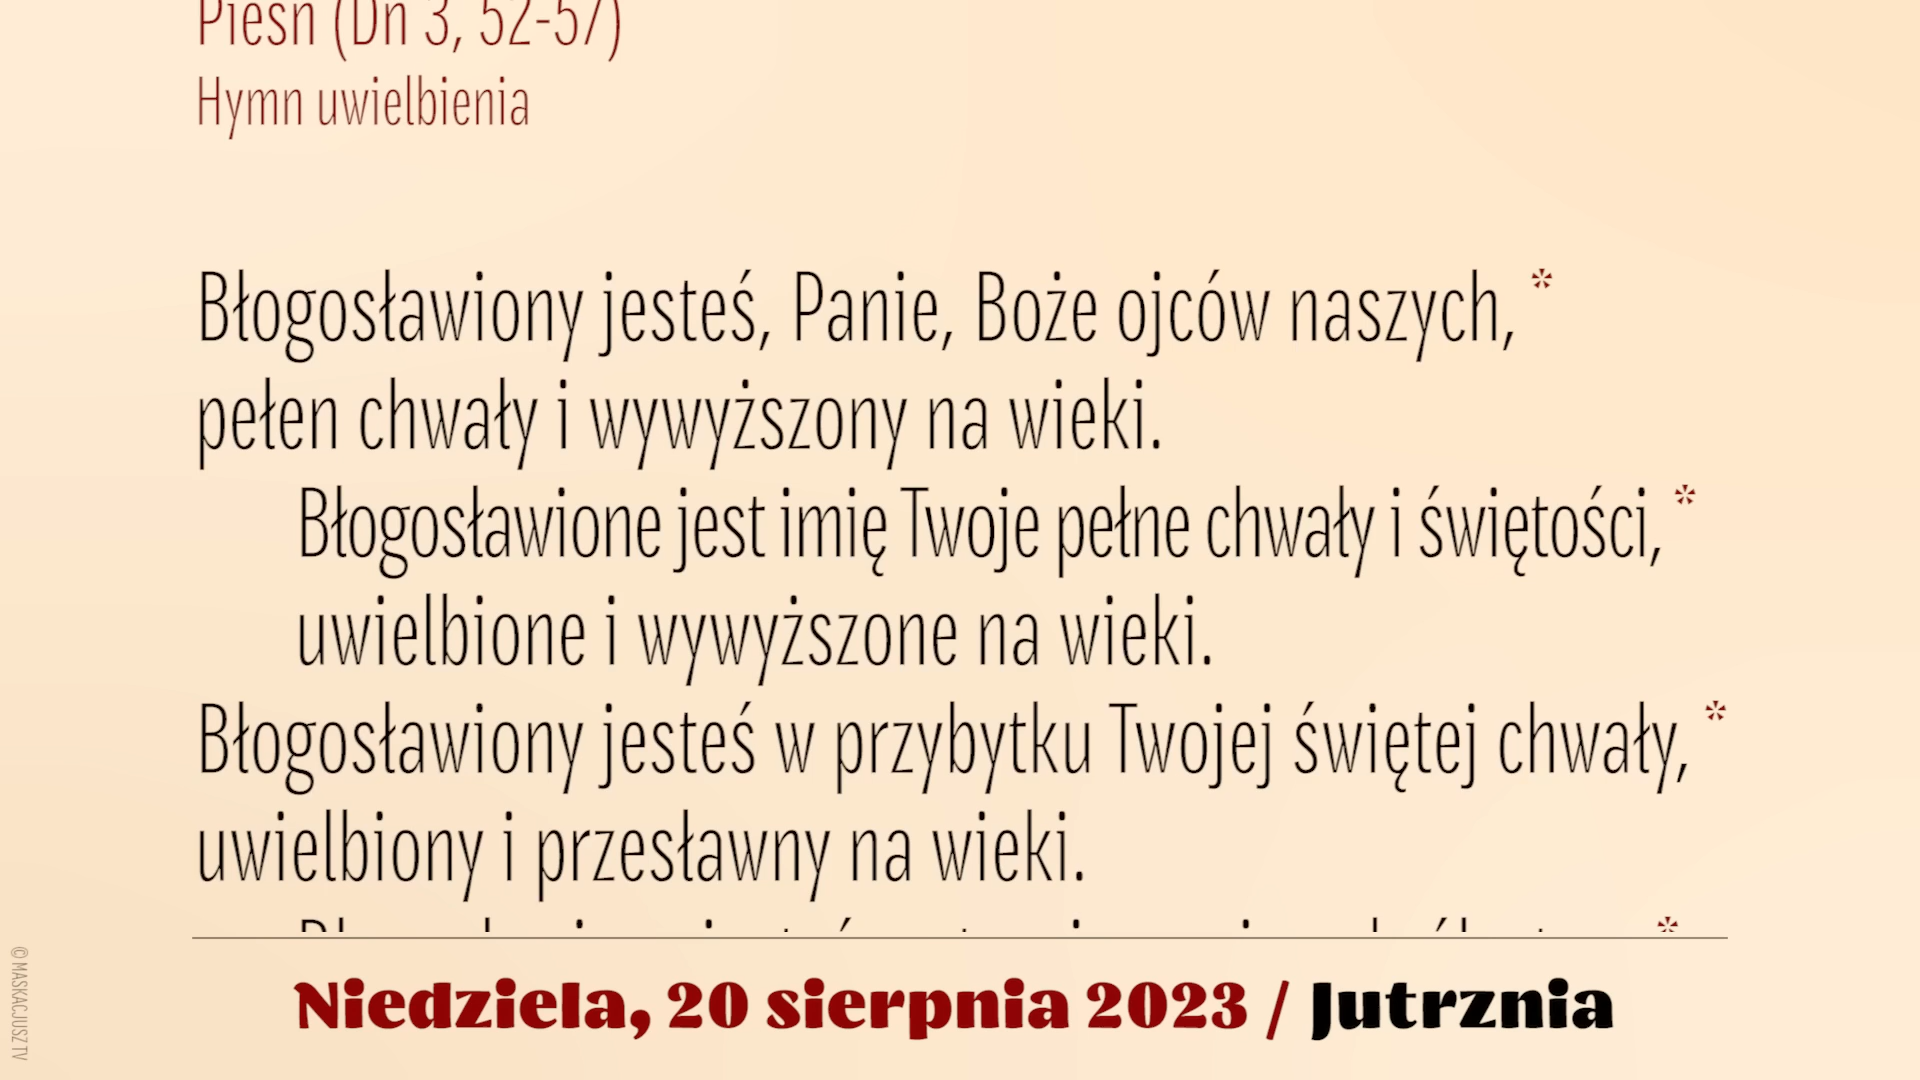 Pieśń (Dn 3, 52-57)
Hymn uwielbienia
Błogosławiony jesteś, Panie, Boże ojców naszych, *
pełen chwały i wywyższony na wieki.
Błogosławione jest imię Twoje pełne chwały i świętości, *
uwielbione i wywyższone na wieki.
Błogosławiony jesteś w przybytku Twojej świętej chwały, *
uwielbiony i przesławny na wieki.
Niedziela, 20 sierpnia 2023 / Jutrznia
© MASKACJUSZ TV